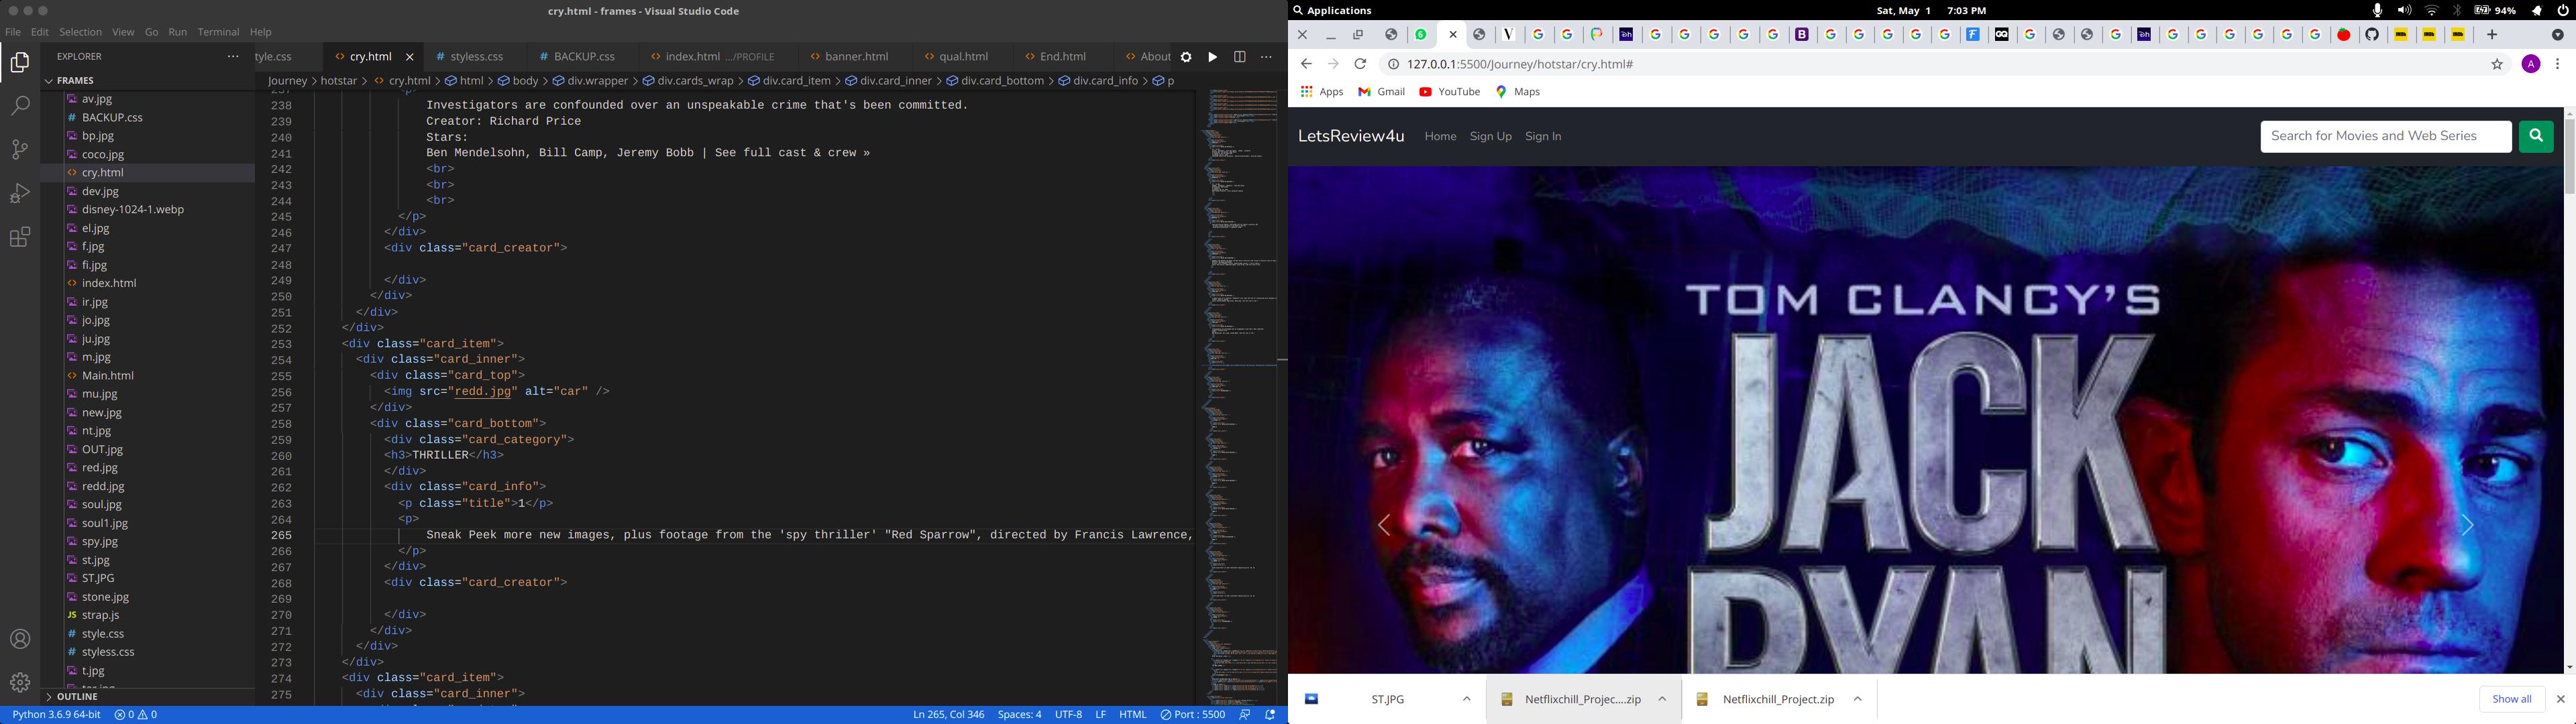 cry.html - frames - Visual Studio Code
File Edit Selection View Go Run Terminal Help
EXPLORER
FRAMES
av.jpg
BACKUP.css
bp.jpg
coco.jpg
cry.html
dev.jpg
disney-1024-1.webp
el.jpg
f.jpg
fi.jpg
index.html
ir.jpg
jo.jpg
ju.jpg
m.jpg
Main.html
mu.jpg
new.jpg
nt.jpg
OUT.jpg
red.jpg
redd.jpg
soul.jpg
soul1.jpg
spy.jpg
st.jpg
ST.JPG
stone.jpg
strap.js
style.css
styless.css
t.jpg
OUTLINE
tyle.css cry.html styless.css BACKUP.css index.html .../PROFILE banner.html qual.html End.html About
Journey > hotstar > cry.html > html > body > div.wrapper > div.cards_wrap > div.card_item > div.card_inner > div.card_bottom > div.card_info > p
237 <p>
238 Investigators are confounded over an unspeakable crime that's been committed.
239 Creator: Richard Price
240 Stars:
241 Ben Mendelsohn, Bill Camp, Jeremy Bobb | See full cast & crew »
242 <br>
243 <br>
244 <br>
245 </p>
246 </div>
247 <div class="card_creator">
248
249 </div>
250 </div>
251 </div>
252 </div>
253 <div class="card_item">
254 <div class="card_inner">
255 <div class="card_top">
256 <img src="redd.jpg" alt="car" />
257 </div>
258 <div class="card_bottom">
259 <div class="card_category">
260 <h3>THRILLER</h3>
261 </div>
262 <div class="card_info">
263 <p class="title">1</p>
264 <p>
265 Sneak Peek more new images, plus footage from the 'spy thriller' "Red Sparrow", directed by Francis Lawrence,
266 </p>
267 </div>
268 <div class="card_creator">
269
270 </div>
271 </div>
272 </div>
273 </div>
274 <div class="card_item">
275 <div class="card_inner">
Python 3.6.9 64-bit 0 0 Ln 265, Col 346 Spaces: 4 UTF-8 LF HTML Port : 5500
Applications Sat, May 1 7:03 PM 94%
127.0.0.1:5500/Journey/hotstar/cry.html# A
Apps Gmail YouTube Maps
LetsReview4u Home Sign Up Sign In Search for Movies and Web Series
TOM CLANCY'S
JACK
RYAN
ST.JPG Netflixchill_Projec....zip Netflixchill_Project.zip Show all